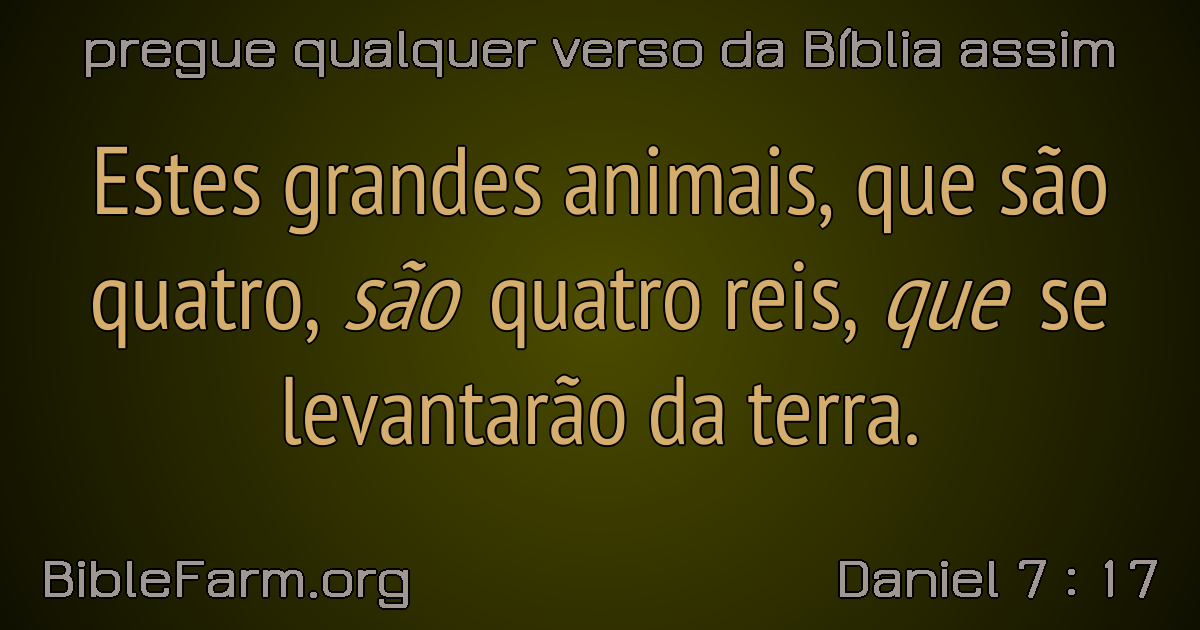 pregue qualquer verso da Bíblia assim
Estes grandes animais, que são
quatro, são quatro reis, que se
levantarão da terra.
BibleFarm.org
Daniel 7 : 17